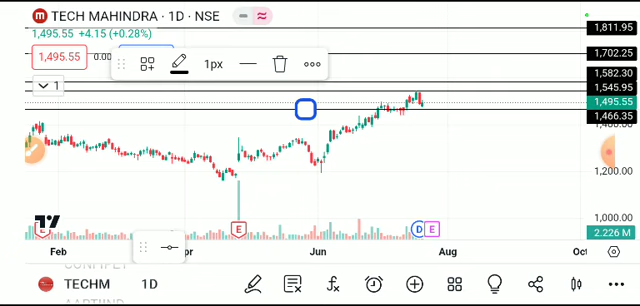 TECH MAHINDRA · 1D · NSE
1,495.55 +4.15 (+0.28%)
1,495.55
0.00
1px
1
1,811.95
1,702.25
1,582.30
1,545.95
1,495.55
1,466.35
1,200.00
1,000.00
2.226 M
E
E
D
E
Feb
Jun
Aug
TECHM 1D